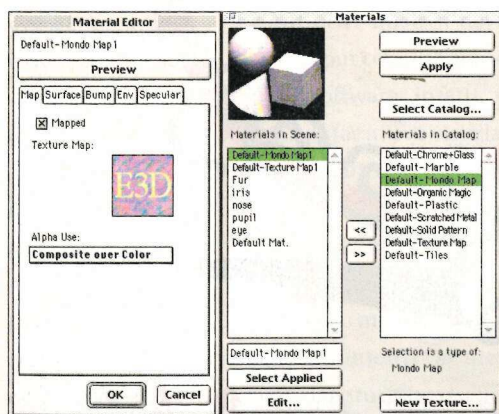 Material Editor
Default-Mondo Map1
Preview
Map Surface Bump Env Specular
Mapped
Texture Map:
E3D
Alpha Use:
Composite over Color
OK Cancel
Materials
Preview
Apply
Select Catalog...
Materials in Scene:
Default-Mondo Map1
Default-Texture Map1
Fur
iris
nose
pupil
eye
Default Mat.
<<
>>
Materials in Catalog:
Default-Chrome+Glass
Default-Marble
Default-Mondo Map
Default-Organic Magic
Default-Plastic
Default-Scratched Metal
Default-Solid Pattern
Default-Texture Map
Default-Tiles
Default-Mondo Map1
Select Applied
Edit...
Selection is a type of:
Mondo Map
New Texture...